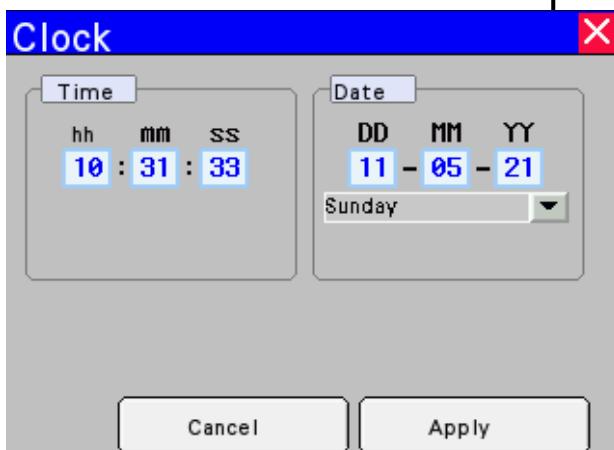 Clock
Time
hh mm ss
10 : 31 : 33
Date
DD MM YY
11 - 05 - 21
Sunday
Cancel
Apply